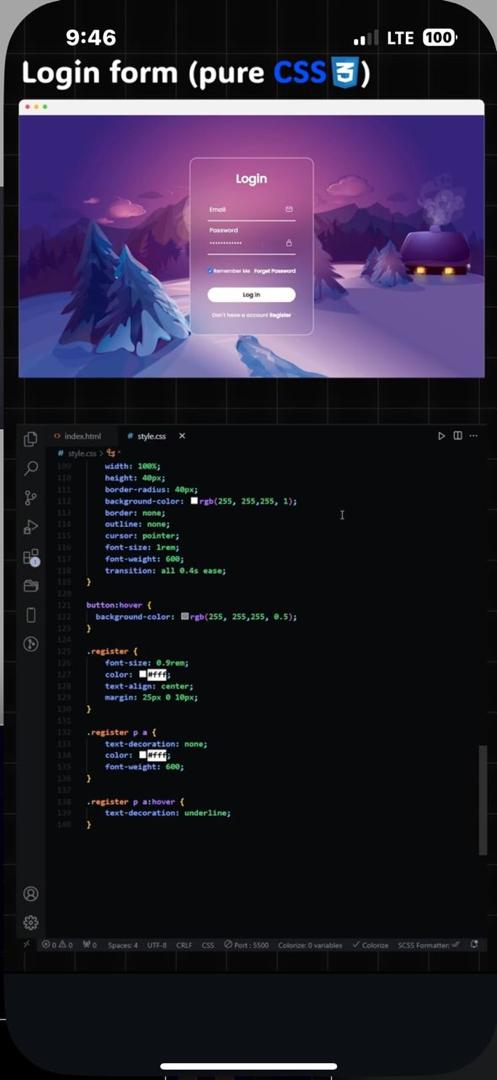 9:46
LTE 100
Login form (pure CSS3)
Login
Email
Password
Remember Me Forget Password
Log in
Don't have a account Register
index.html
style.css
style.css >
109 width: 100%;
110 height: 40px;
111 border-radius: 40px;
112 background-color: rgb(255, 255,255, 1);
113 border: none;
114 outline: none;
115 cursor: pointer;
116 font-size: 1rem;
117 font-weight: 600;
118 transition: all 0.4s ease;
119 }
120
121 button:hover {
122 background-color: rgb(255, 255,255, 0.5);
123 }
124
125 .register {
126 font-size: 0.9rem;
127 color: #fff;
128 text-align: center;
129 margin: 25px 0 10px;
130 }
131
132 .register p a {
133 text-decoration: none;
134 color: #fff;
135 font-weight: 600;
136 }
137
138 .register p a:hover {
139 text-decoration: underline;
140 }
0 0 0 Spaces: 4 UTF-8 CRLF CSS Port : 5500 Colorize: 0 variables Colorize SCSS Formatter: